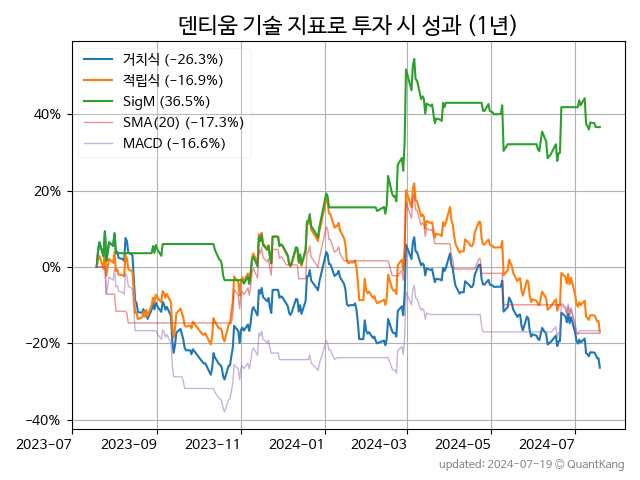 덴티움 기술 지표로 투자 시 성과 (1년)
거치식 (−26.3%)
적립식 (−16.9%)
SigM (36.5%)
SMA(20) (−17.3%)
MACD (−16.6%)
40%
20%
0%
−20%
−40%
2023-07 2023-09 2023-11 2024-01 2024-03 2024-05 2024-07
updated: 2024-07-19 © QuantKang